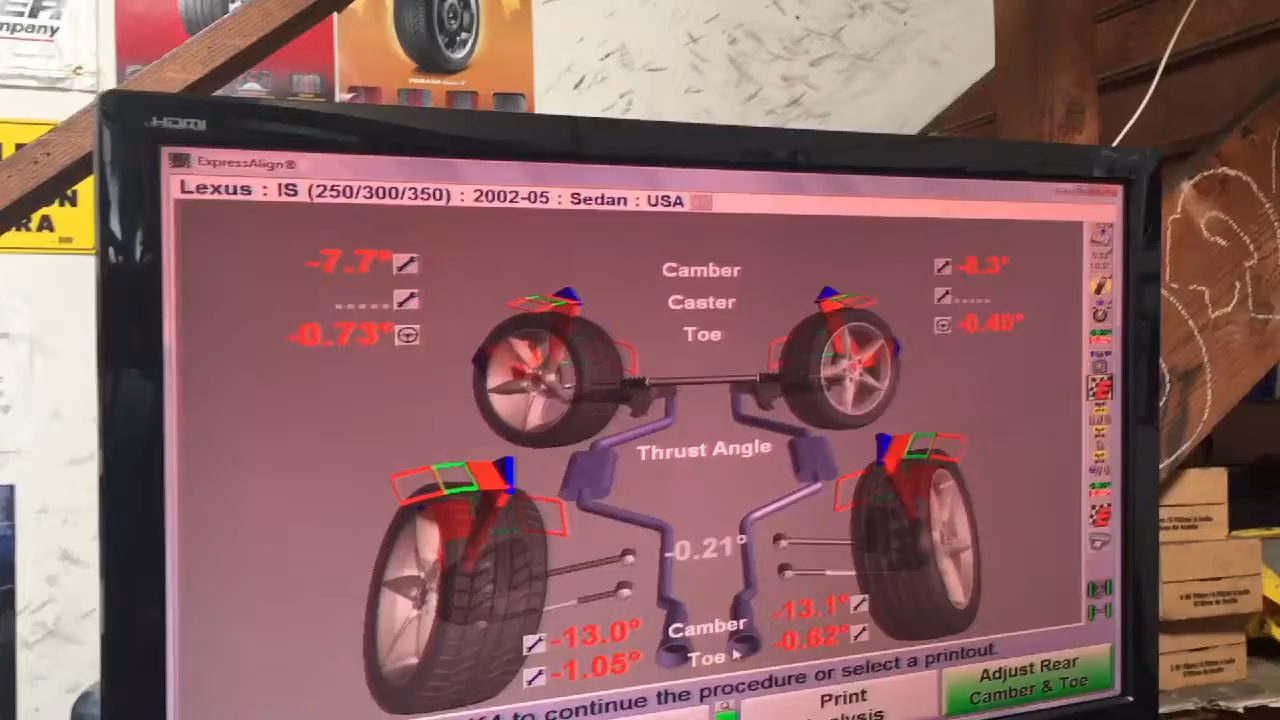 mpany
HDMI
ExpressAlign®
Lexus : IS (250/300/350) : 2002-05 : Sedan : USA
-7.7°
Camber
-8.3°
Caster
-0.73°
Toe
-0.40°
Thrust Angle
-0.21°
-13.0°
Camber
-13.1°
-1.05°
Toe
-0.62°
to continue the procedure or select a printout.
Print
Adjust Rear
Camber & Toe